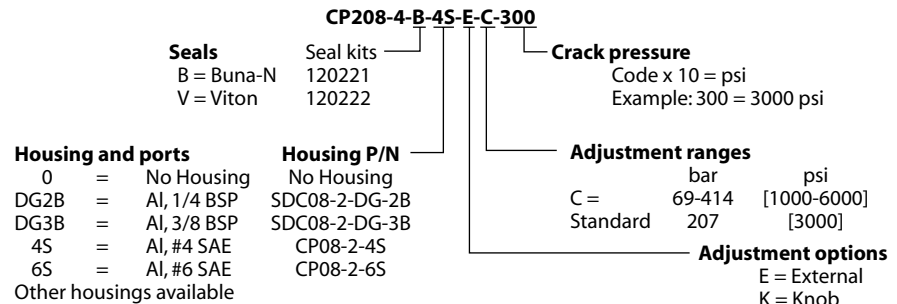 CP208-4-B-4S-E-C-300
Seals Seal kits
B = Buna-N 120221
V = Viton 120222
Crack pressure
Code x 10 = psi
Example: 300 = 3000 psi
Housing and ports Housing P/N
0 = No Housing No Housing
DG2B = Al, 1/4 BSP SDC08-2-DG-2B
DG3B = Al, 3/8 BSP SDC08-2-DG-3B
4S = Al, #4 SAE CP08-2-4S
6S = Al, #6 SAE CP08-2-6S
Other housings available
Adjustment ranges
bar psi
C = 69-414 [1000-6000]
Standard 207 [3000]
Adjustment options
E = External
K = Knob